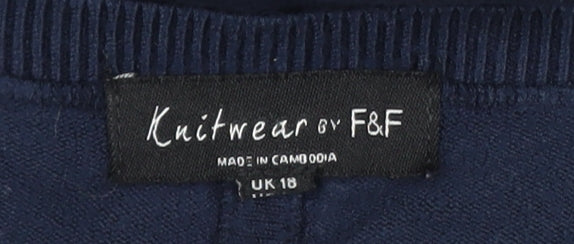 Knitwear BY F&F
MADE IN CAMBODIA
UK 18